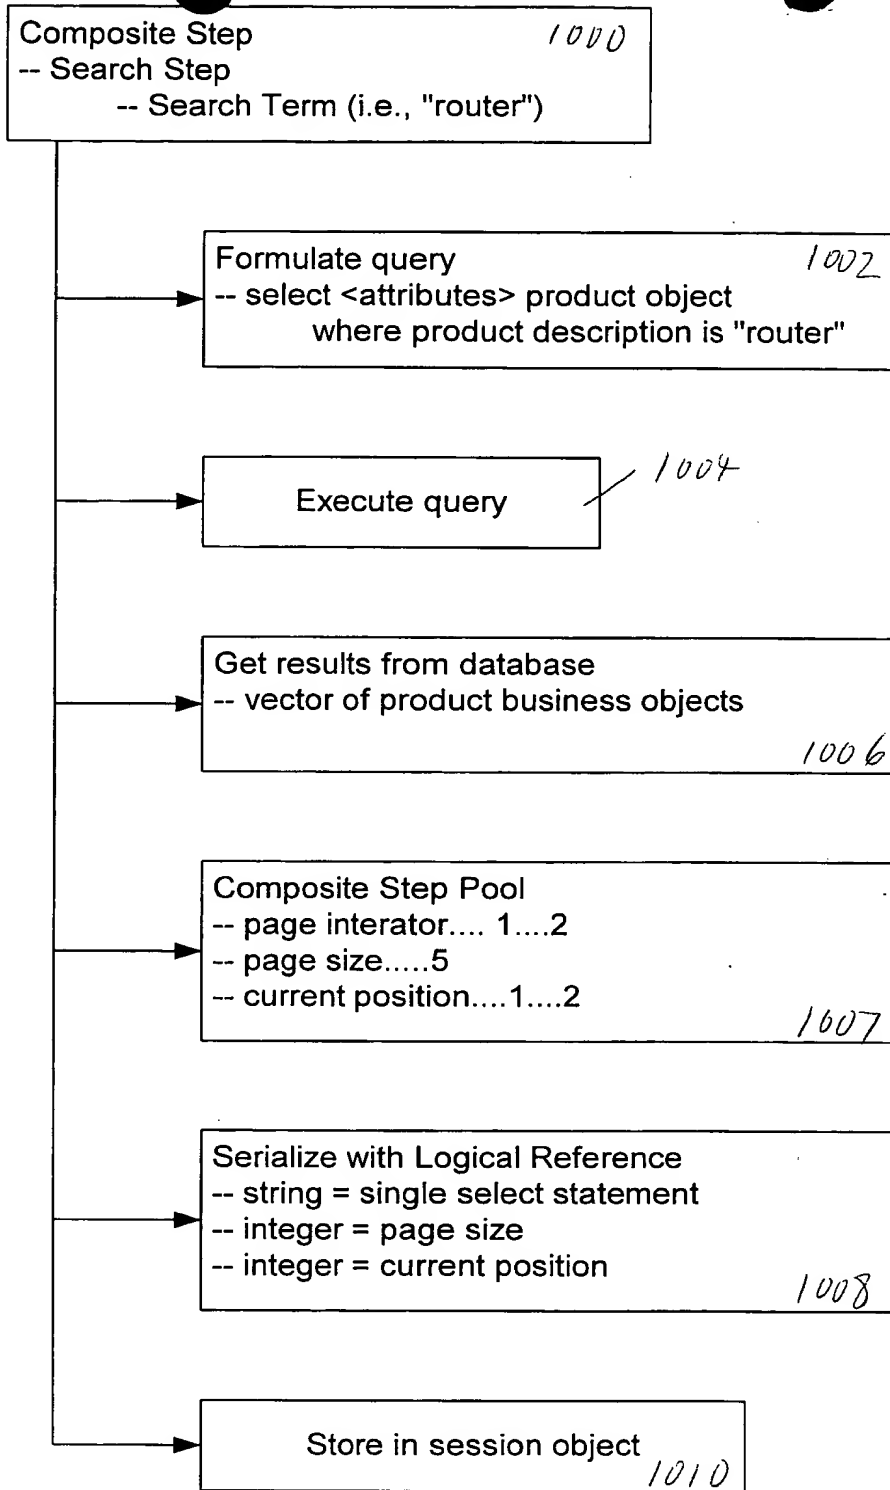 Composite Step 1000
-- Search Step
-- Search Term (i.e., "router")
Formulate query 1002
-- select <attributes> product object
where product description is "router"
1004
Execute query
Get results from database
-- vector of product business objects
1006
Composite Step Pool
-- page interator.... 1....2
-- page size.....5
-- current position....1....2
1007
Serialize with Logical Reference
-- string = single select statement
-- integer = page size
-- integer = current position
1008
Store in session object
1010